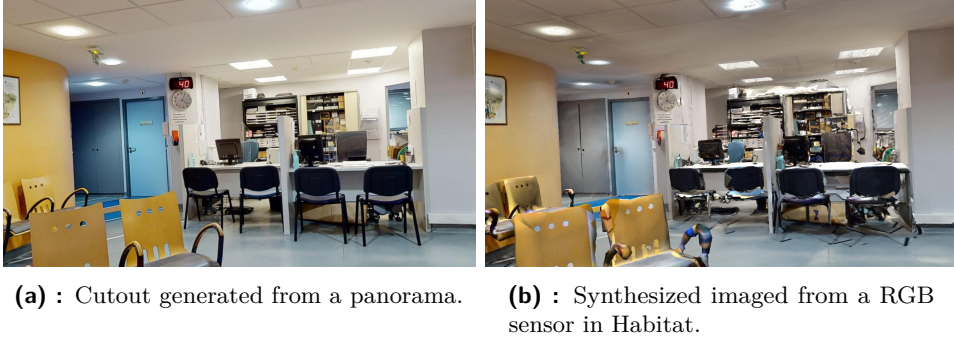 40
40
(a) : Cutout generated from a panorama.
(b) : Synthesized imaged from a RGB
sensor in Habitat.